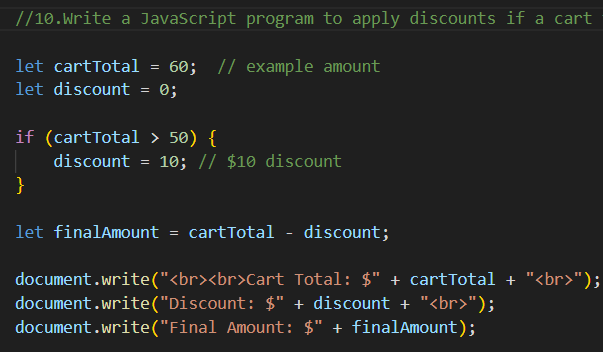 //10.Write a JavaScript program to apply discounts if a cart
let cartTotal = 60;  // example amount
let discount = 0;
if (cartTotal > 50) {
    discount = 10; // $10 discount
}
let finalAmount = cartTotal - discount;
document.write("<br><br>Cart Total: $" + cartTotal + "<br>");
document.write("Discount: $" + discount + "<br>");
document.write("Final Amount: $" + finalAmount);